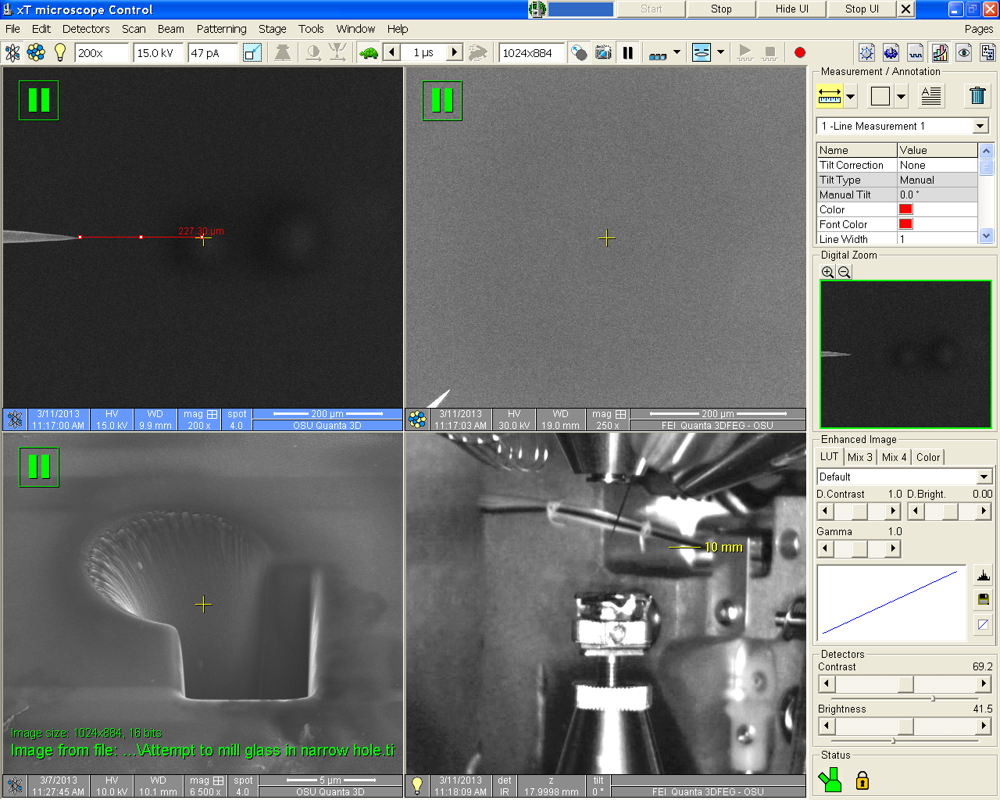 xT microscope Control
Start
Stop
Hide UI
Stop UI
File Edit Detectors Scan Beam Patterning Stage Tools Window Help
Pages
200x
15.0 kV
47 pA
1 µs
1024x884
227.30 µm
3/11/2013
11:17:00 AM
HV
15.0 kV
WD
9.9 mm
mag
200 x
spot
4.0
200 µm
OSU Quanta 3D
3/11/2013
11:17:03 AM
HV
30.0 kV
WD
19.0 mm
mag
250 x
200 µm
FEI Quanta 3DFEG - OSU
Image size: 1024x884, 16 bits
Image from file: ...\Attempt to mill glass in narrow hole.ti
3/7/2013
11:27:45 AM
HV
10.0 kV
WD
10.1 mm
mag
6 500 x
spot
4.0
5 µm
OSU Quanta 3D
10 mm
3/11/2013
11:18:09 AM
det
IR
z
17.9998 mm
tilt
0 °
FEI Quanta 3DFEG - OSU
Measurement / Annotation
1 -Line Measurement 1
Name Value
Tilt Correction None
Tilt Type Manual
Manual Tilt 0.0 °
Color
Font Color
Line Width 1
Digital Zoom
Enhanced Image
LUT Mix 3 Mix 4 Color
Default
D.Contrast 1.0 D.Bright. 0.00
Gamma 1.0
Detectors
Contrast 69.2
Brightness 41.5
Status